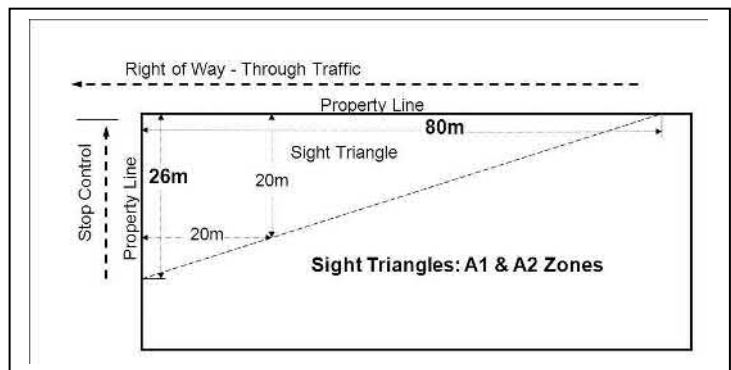 Right of Way - Through Traffic
Property Line
80m
Sight Triangle
26m
20m
Stop Control
Property Line
20m
Sight Triangles: A1 & A2 Zones